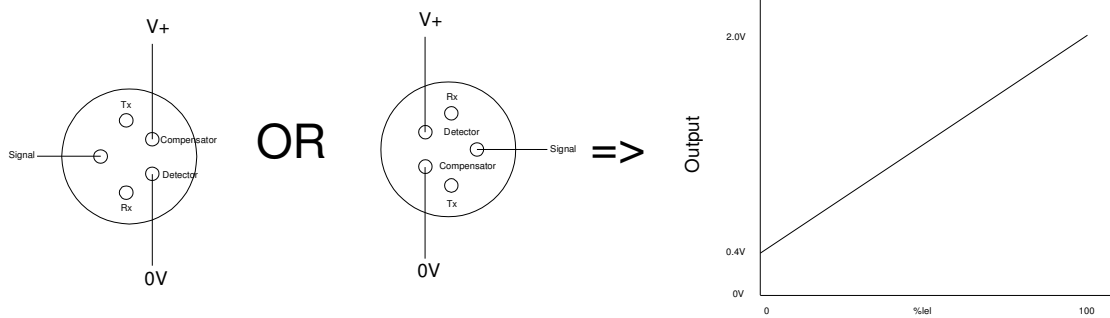 V+
Tx
Compensator
Signal
Detector
Rx
0V
OR
V+
Rx
Detector
Signal
Compensator
Tx
0V
=>
2.0V
Output
0.4V
0V
0
%lel
100